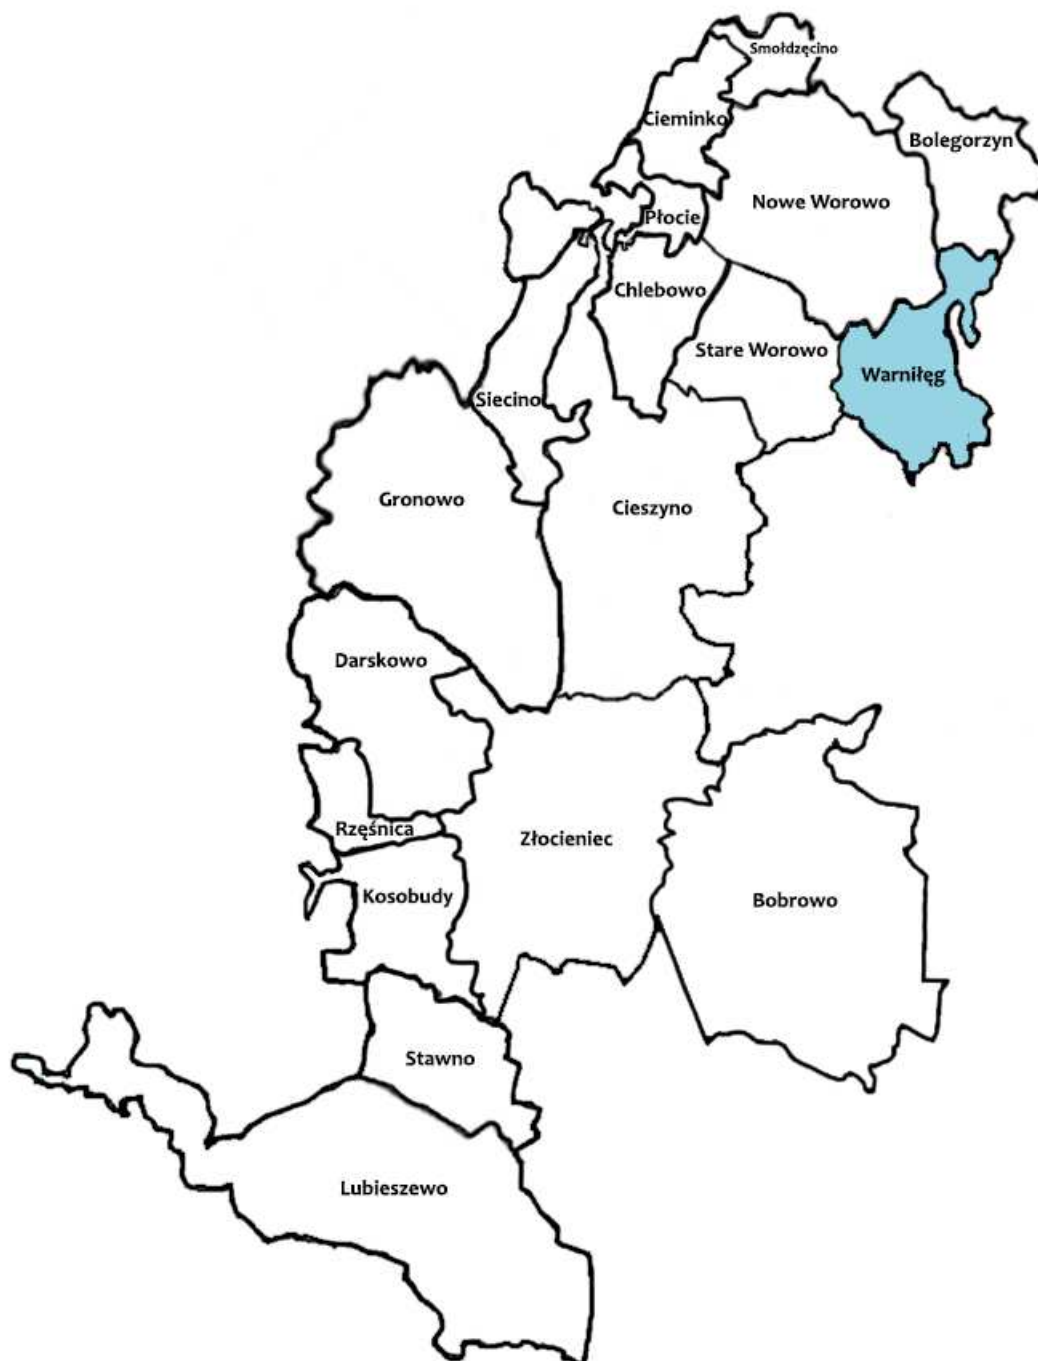 Smołdzęcino
Cieminko
Bolegorzyn
Nowe Worowo
Płocie
Chlebowo
Stare Worowo
Warniłęg
Siecino
Gronowo
Cieszyno
Darskowo
Rzęśnica
Złocieniec
Kosobudy
Bobrowo
Stawno
Lubieszewo